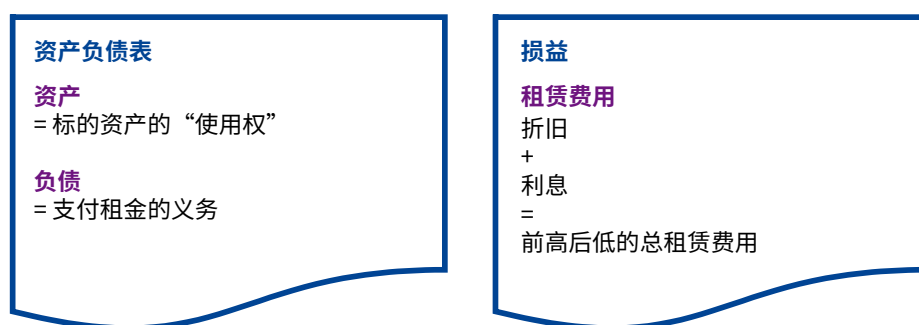 资产负债表
资产
= 标的资产的“使用权”
负债
= 支付租金的义务
损益
租赁费用
折旧
+
利息
=
前高后低的总租赁费用